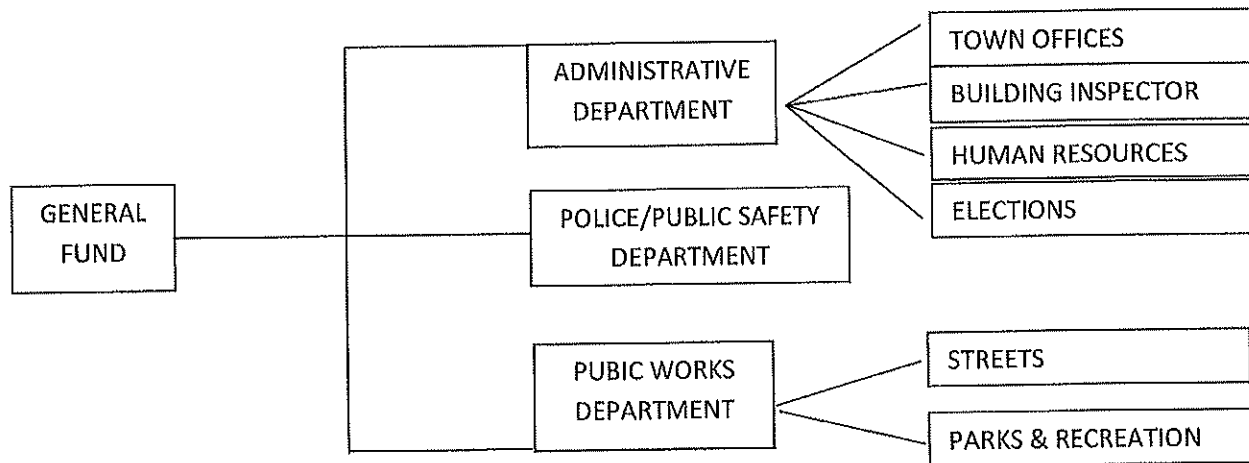 GENERAL
FUND
ADMINISTRATIVE
DEPARTMENT
TOWN OFFICES
BUILDING INSPECTOR
HUMAN RESOURCES
ELECTIONS
POLICE/PUBLIC SAFETY
DEPARTMENT
PUBIC WORKS
DEPARTMENT
STREETS
PARKS & RECREATION